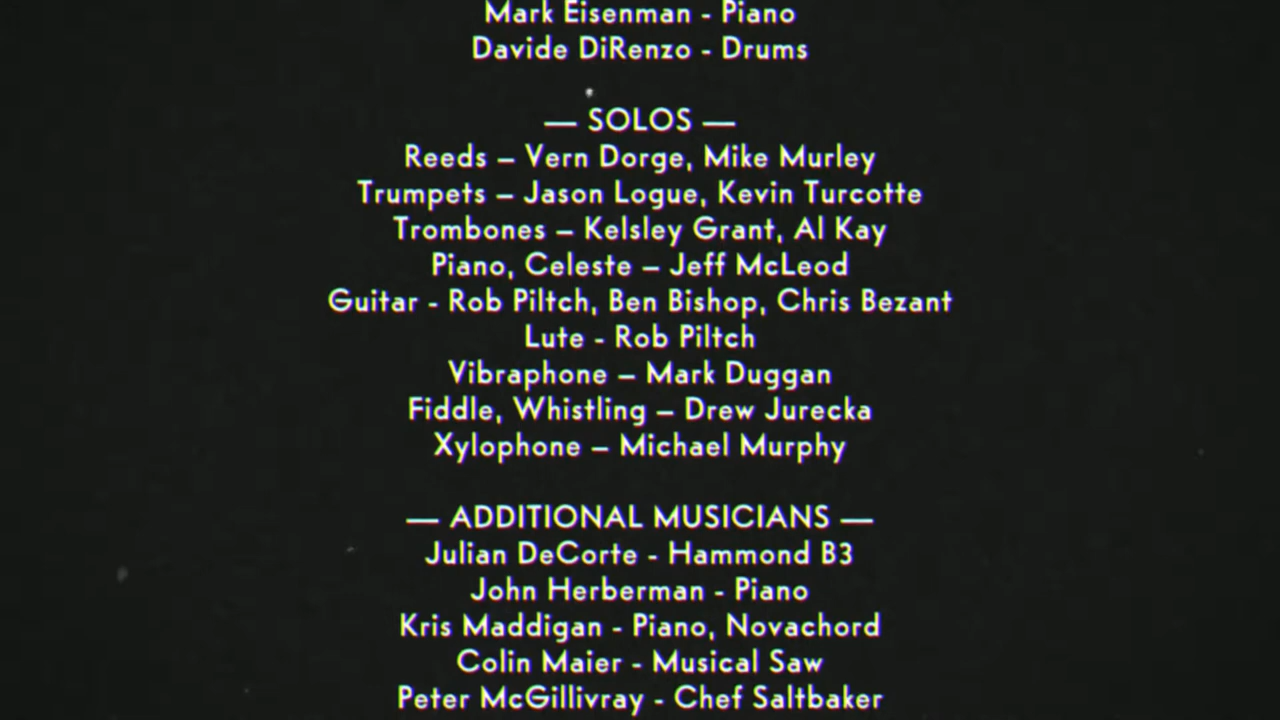 Mark Eisenman - Piano
Davide DiRenzo - Drums
— SOLOS —
Reeds – Vern Dorge, Mike Murley
Trumpets – Jason Logue, Kevin Turcotte
Trombones – Kelsley Grant, Al Kay
Piano, Celeste – Jeff McLeod
Guitar - Rob Piltch, Ben Bishop, Chris Bezant
Lute - Rob Piltch
Vibraphone – Mark Duggan
Fiddle, Whistling – Drew Jurecka
Xylophone – Michael Murphy
— ADDITIONAL MUSICIANS —
Julian DeCorte - Hammond B3
John Herberman - Piano
Kris Maddigan - Piano, Novachord
Colin Maier - Musical Saw
Peter McGillivray - Chef Saltbaker